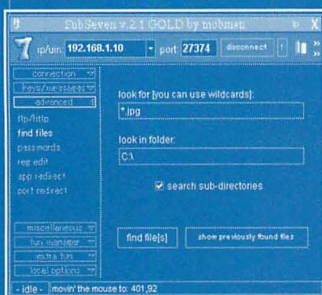 SubSeven v.2.1 GOLD by mobman
ip/uin: 192.168.1.10 port: 27374 disconnect !
connection
keys/messages
advanced
ftp/http
find files
passwords
reg edit
app redirect
port redirect
miscellaneous
fun manager
extra fun
local options
look for [you can use wildcards]:
*.jpg
look in folder:
C:\
search sub-directories
find file[s]
show previously found files
- idle -
movin' the mouse to: 401,92